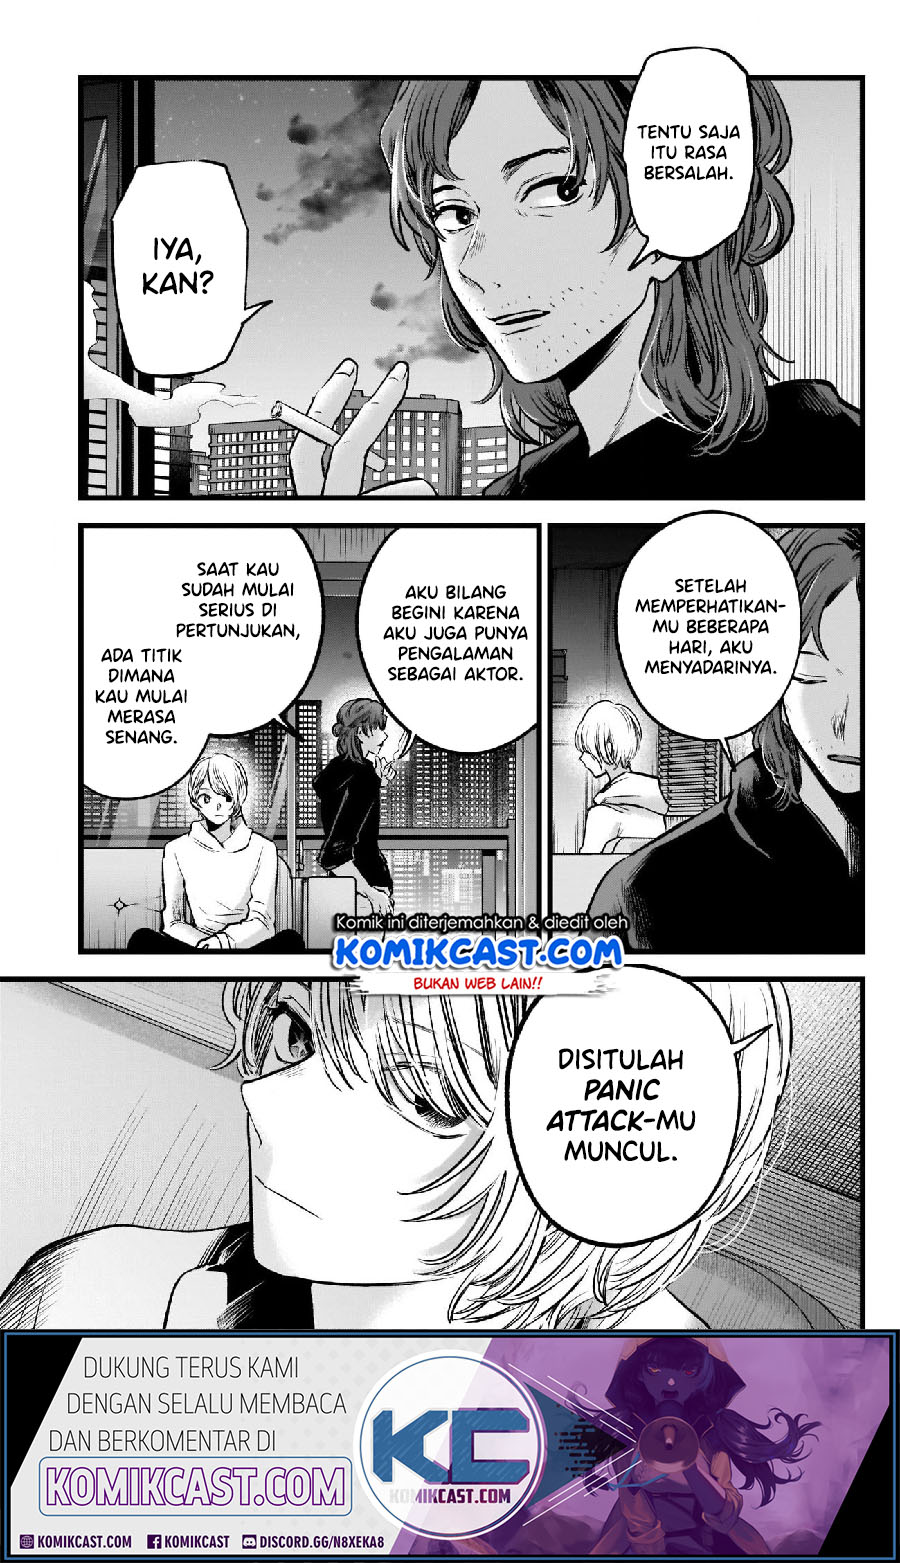 TENTU SAJA
ITU RASA
BERSALAH.
IYA,
KAN?
SETELAH
MEMPERHATIKAN-
MU BEBERAPA
HARI, AKU
MENYADARINYA.
AKU BILANG
BEGINI KARENA
AKU JUGA PUNYA
PENGALAMAN
SEBAGAI AKTOR.
SAAT KAU
SUDAH MULAI
SERIUS DI
PERTUNJUKAN,
ADA TITIK
DIMANA
KAU MULAI
MERASA
SENANG.
Komik ini diterjemahkan & diedit oleh
KOMIKCAST.COM
BUKAN WEB LAIN!!
DISITULAH
PANIC
ATTACK-MU
MUNCUL.
DUKUNG TERUS KAMI
DENGAN SELALU MEMBACA
DAN BERKOMENTAR DI
KOMIKCAST.COM
KOMIKCAST.COM
KOMIKCAST
DISCORD.GG/N8XEKA8
KC
KOMIKCAST.COM